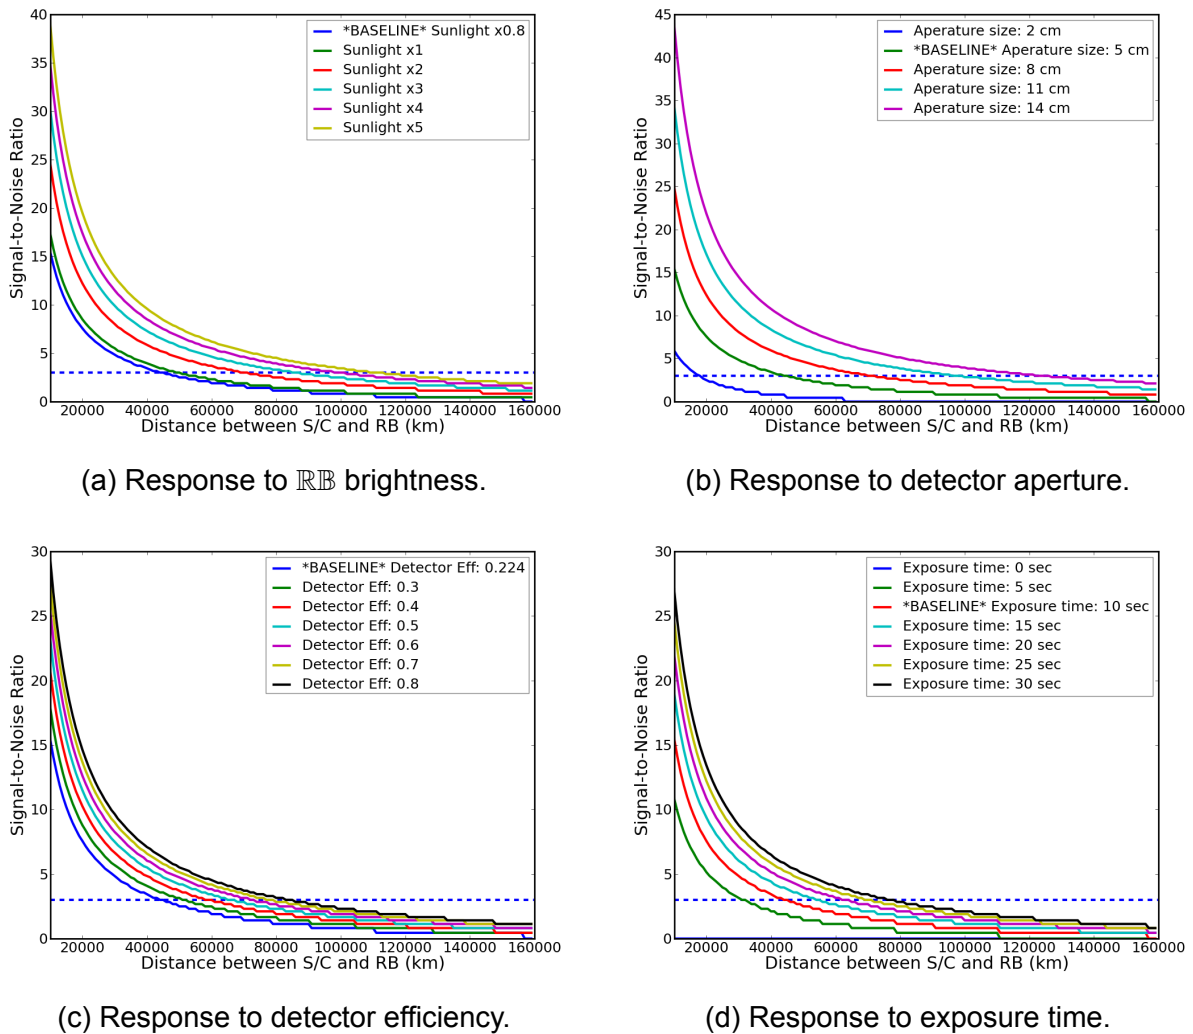 40
35
30
25
20
15
10
5
0
Signal-to-Noise Ratio
*BASELINE* Sunlight x0.8
Sunlight x1
Sunlight x2
Sunlight x3
Sunlight x4
Sunlight x5
20000 40000 60000 80000 100000 120000 140000 160000
Distance between S/C and RB (km)
(a) Response to ℝ𝔹 brightness.
45
40
35
30
25
20
15
10
5
0
Signal-to-Noise Ratio
Aperature size: 2 cm
*BASELINE* Aperature size: 5 cm
Aperature size: 8 cm
Aperature size: 11 cm
Aperature size: 14 cm
20000 40000 60000 80000 100000 120000 140000 160000
Distance between S/C and RB (km)
(b) Response to detector aperture.
30
25
20
15
10
5
0
Signal-to-Noise Ratio
*BASELINE* Detector Eff: 0.224
Detector Eff: 0.3
Detector Eff: 0.4
Detector Eff: 0.5
Detector Eff: 0.6
Detector Eff: 0.7
Detector Eff: 0.8
20000 40000 60000 80000 100000 120000 140000 160000
Distance between S/C and RB (km)
(c) Response to detector efficiency.
30
25
20
15
10
5
0
Signal-to-Noise Ratio
Exposure time: 0 sec
Exposure time: 5 sec
*BASELINE* Exposure time: 10 sec
Exposure time: 15 sec
Exposure time: 20 sec
Exposure time: 25 sec
Exposure time: 30 sec
20000 40000 60000 80000 100000 120000 140000 160000
Distance between S/C and RB (km)
(d) Response to exposure time.